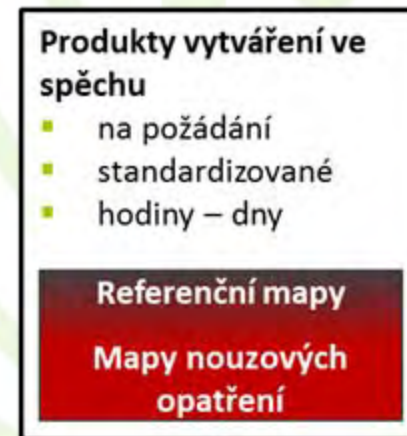 Produkty vytváření ve
spěchu
▪ na požádání
▪ standardizované
▪ hodiny – dny
Referenční mapy
Mapy nouzových
opatření